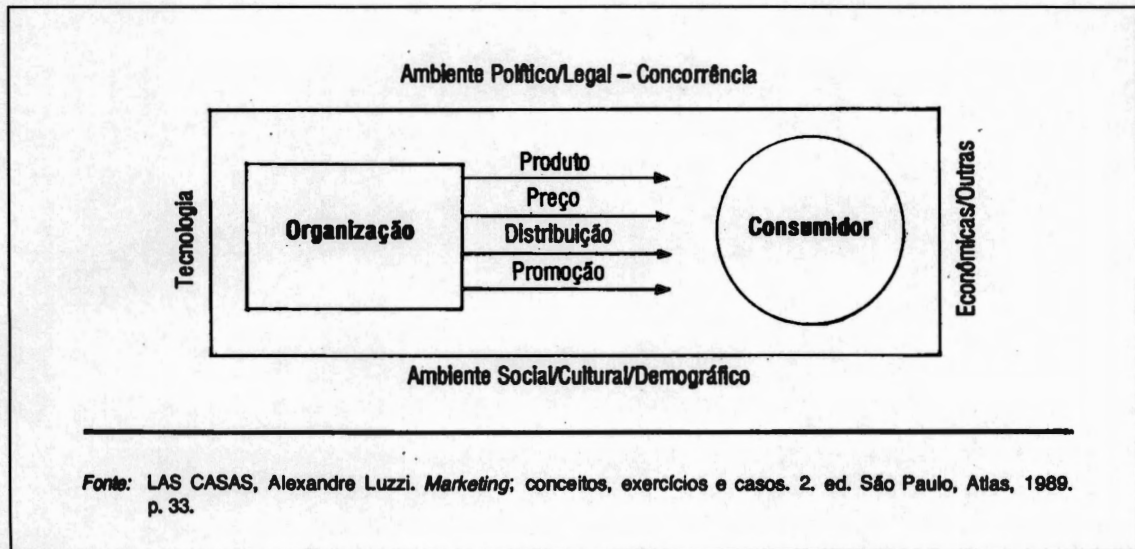 Ambiente Político/Legal – Concorrência
Tecnologia
Organização
Produto
Preço
Distribuição
Promoção
Consumidor
Econômicas/Outras
Ambiente Social/Cultural/Demográfico
Fonte: LAS CASAS, Alexandre Luzzi. Marketing; conceitos, exercícios e casos. 2. ed. São Paulo, Atlas, 1989.
p. 33.